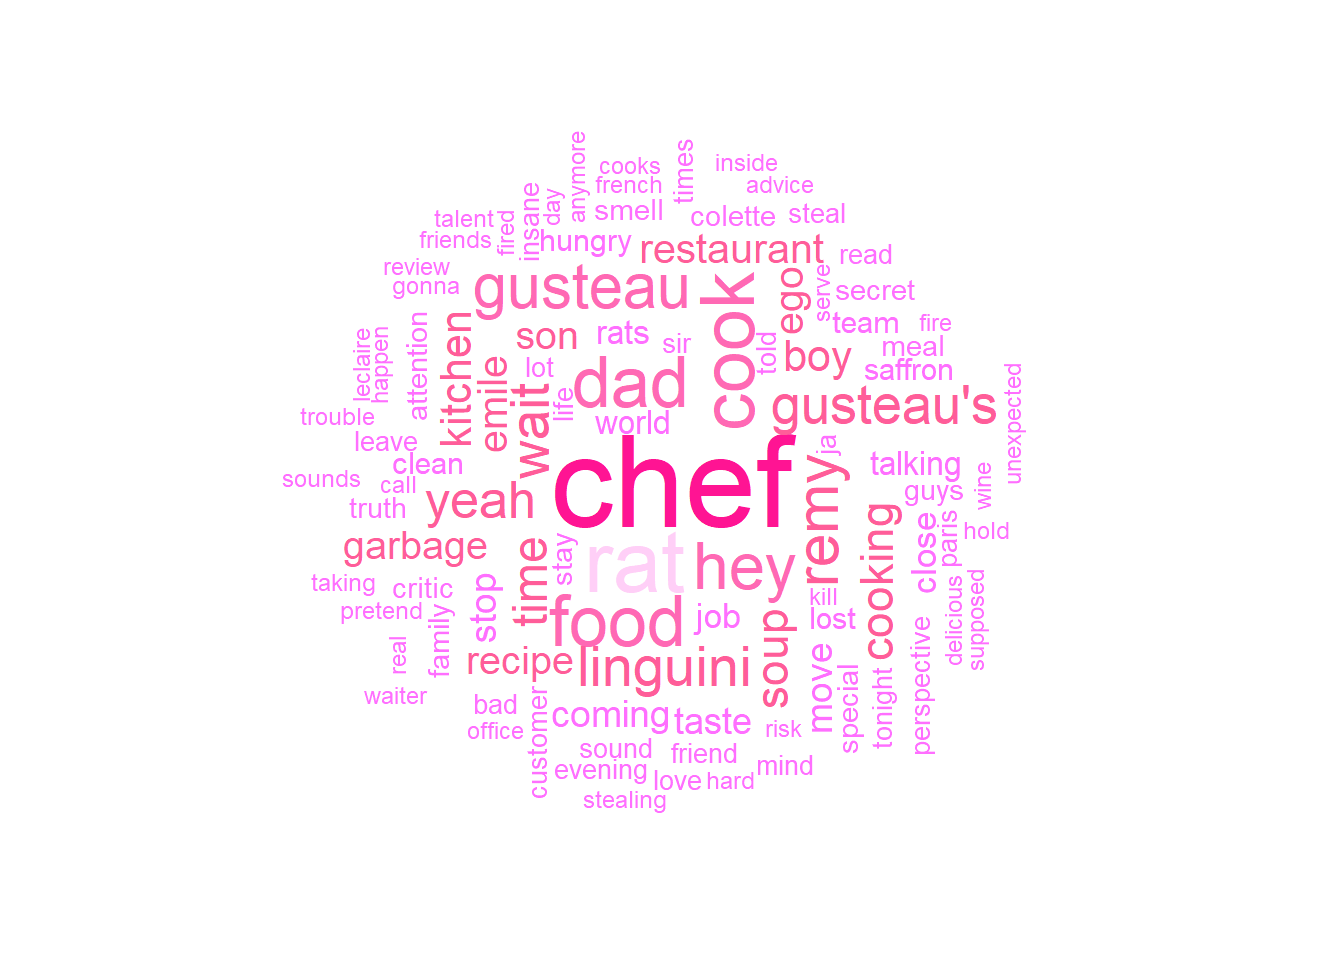 anymore
cooks
times
inside
french
advice
insane
day
smell
colette
steal
talent
fired
friends
hungry
restaurant
read
review
gonna
gusteau
cook
ego
serve
secret
attention
kitchen
son
rats
sir
told
team
fire
boy
meal
saffron
leclaire
happen
emile
lot
wait
life
dad
world
gusteau's
unexpected
trouble
leave
clean
chef
ja
talking
sounds
call
truth
yeah
remy
guys
wine
garbage
time
stay
rat
hey
cooking
close
paris
hold
taking
pretend
critic
stop
food
job
kill
lost
delicious
supposed
real
family
recipe
linguini
soup
move
special
tonight
perspective
waiter
bad
office
customer
coming
taste
risk
sound
friend
mind
evening
love
hard
stealing